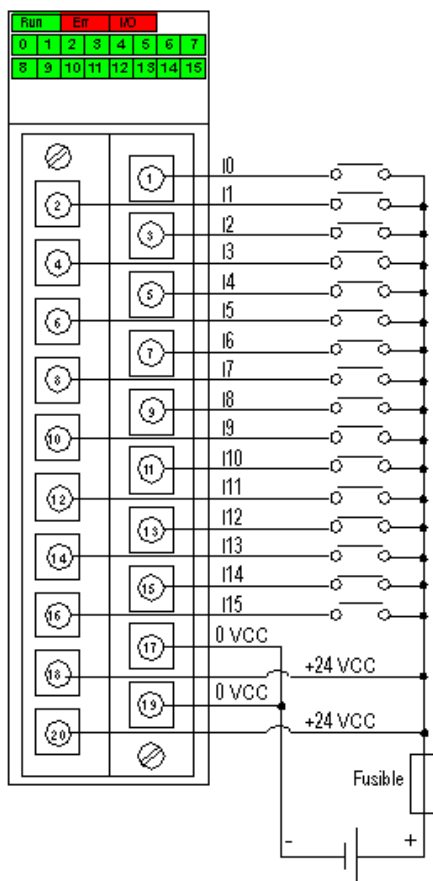 Run Err I/O
0 1 2 3 4 5 6 7
8 9 10 11 12 13 14 15
1 I0
2 I1
3 I2
4 I3
5 I4
6 I5
7 I6
8 I7
9 I8
10 I9
11 I10
12 I11
13 I12
14 I13
15 I14
16 I15
17 0 VCC
18 +24 VCC
19 0 VCC
20 +24 VCC
Fusible
- +